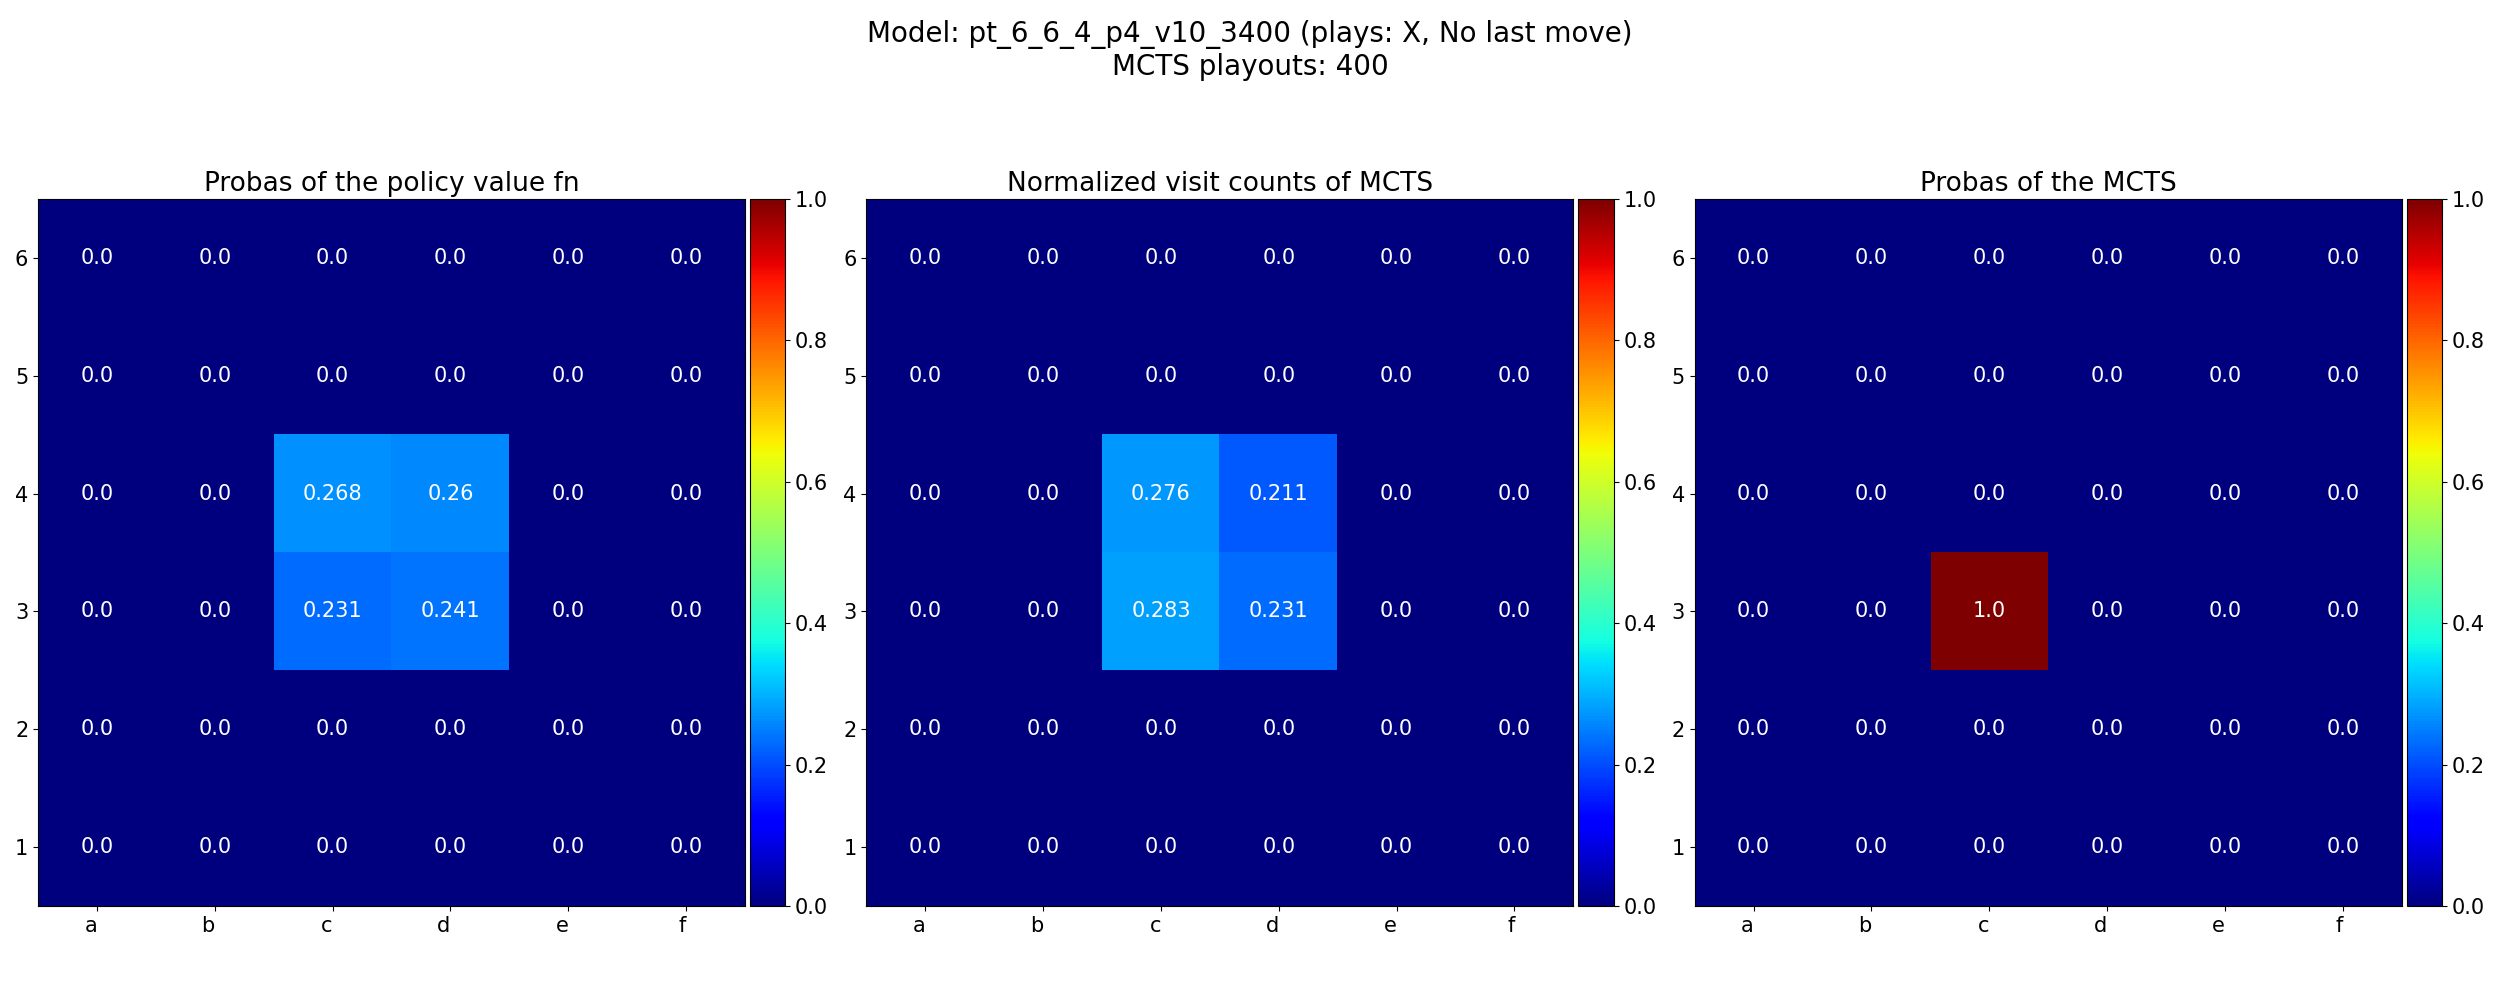 Model: pt_6_6_4_p4_v10_3400 (plays: X, No last move)
MCTS playouts: 400
Probas of the policy value fn
6 0.0 0.0 0.0 0.0 0.0 0.0
5 0.0 0.0 0.0 0.0 0.0 0.0
4 0.0 0.0 0.268 0.26 0.0 0.0
3 0.0 0.0 0.231 0.241 0.0 0.0
2 0.0 0.0 0.0 0.0 0.0 0.0
1 0.0 0.0 0.0 0.0 0.0 0.0
a b c d e f
1.0
0.8
0.6
0.4
0.2
0.0
Normalized visit counts of MCTS
6 0.0 0.0 0.0 0.0 0.0 0.0
5 0.0 0.0 0.0 0.0 0.0 0.0
4 0.0 0.0 0.276 0.211 0.0 0.0
3 0.0 0.0 0.283 0.231 0.0 0.0
2 0.0 0.0 0.0 0.0 0.0 0.0
1 0.0 0.0 0.0 0.0 0.0 0.0
a b c d e f
1.0
0.8
0.6
0.4
0.2
0.0
Probas of the MCTS
6 0.0 0.0 0.0 0.0 0.0 0.0
5 0.0 0.0 0.0 0.0 0.0 0.0
4 0.0 0.0 0.0 0.0 0.0 0.0
3 0.0 0.0 1.0 0.0 0.0 0.0
2 0.0 0.0 0.0 0.0 0.0 0.0
1 0.0 0.0 0.0 0.0 0.0 0.0
a b c d e f
1.0
0.8
0.6
0.4
0.2
0.0